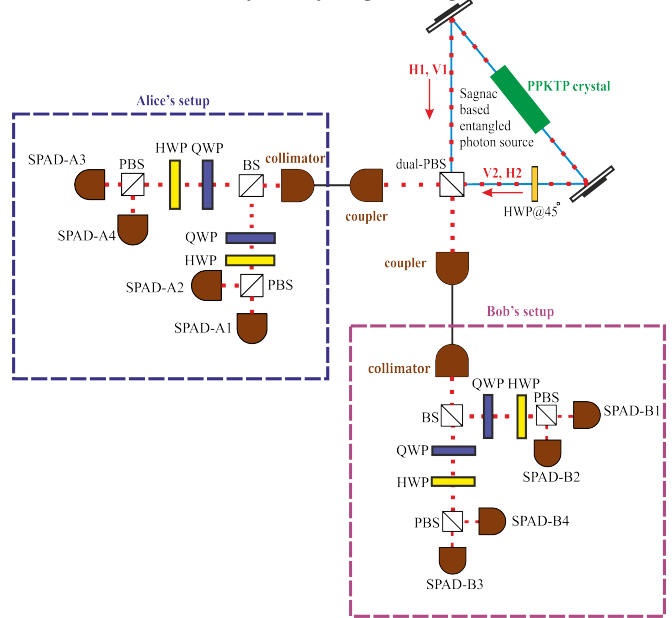 H1, V1
PPKTP crystal
Sagnac
based
entangled
photon source
Alice's setup
HWP QWP
SPAD-A3
PBS
BS
collimator
dual-PBS
V2, H2
HWP@45°
coupler
SPAD-A4
QWP
HWP
SPAD-A2
PBS
SPAD-A1
coupler
Bob's setup
collimator
QWP HWP
PBS
BS
SPAD-B1
QWP
SPAD-B2
HWP
PBS
SPAD-B4
SPAD-B3